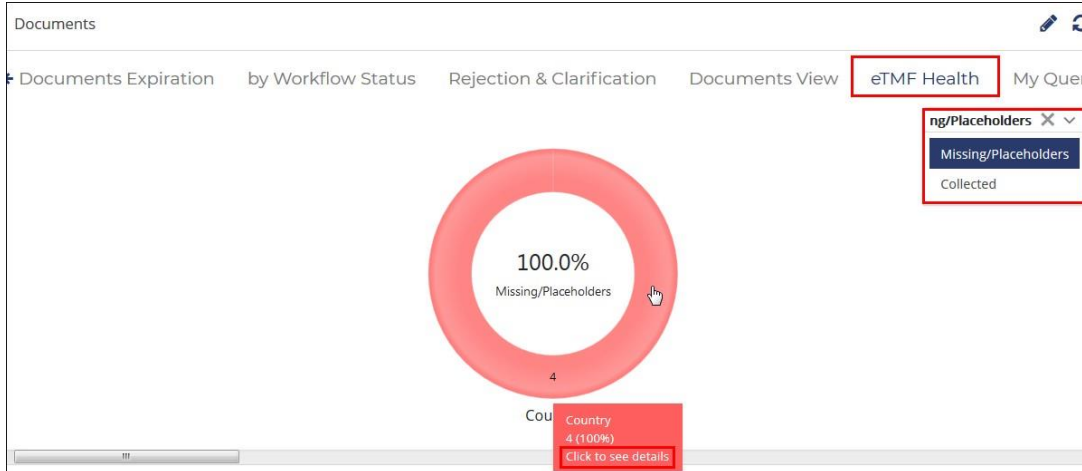 Documents
Documents Expiration by Workflow Status Rejection & Clarification Documents View eTMF Health My Quer
ng/Placeholders
Missing/Placeholders
Collected
100.0%
Missing/Placeholders
4
Cou
Country
4 (100%)
Click to see details